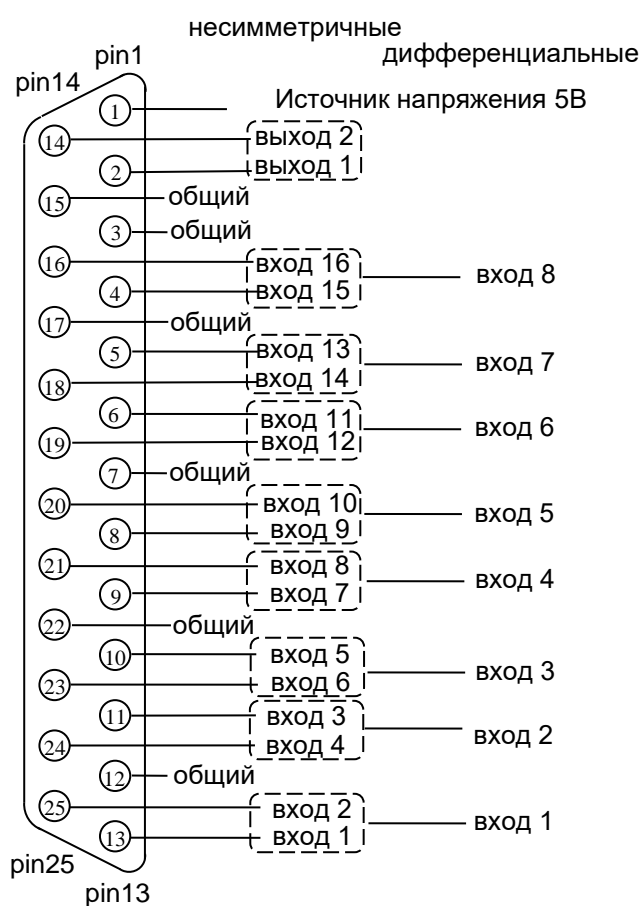 несимметричные
дифференциальные
pin1
pin14
1 Источник напряжения 5В
14 выход 2
2 выход 1
15 общий
3 общий
16 вход 16
4 вход 15
вход 8
17 общий
5 вход 13
18 вход 14
вход 7
6 вход 11
19 вход 12
вход 6
7 общий
20 вход 10
8 вход 9
вход 5
21 вход 8
9 вход 7
вход 4
22 общий
10 вход 5
23 вход 6
вход 3
11 вход 3
24 вход 4
вход 2
12 общий
25 вход 2
13 вход 1
вход 1
pin25
pin13